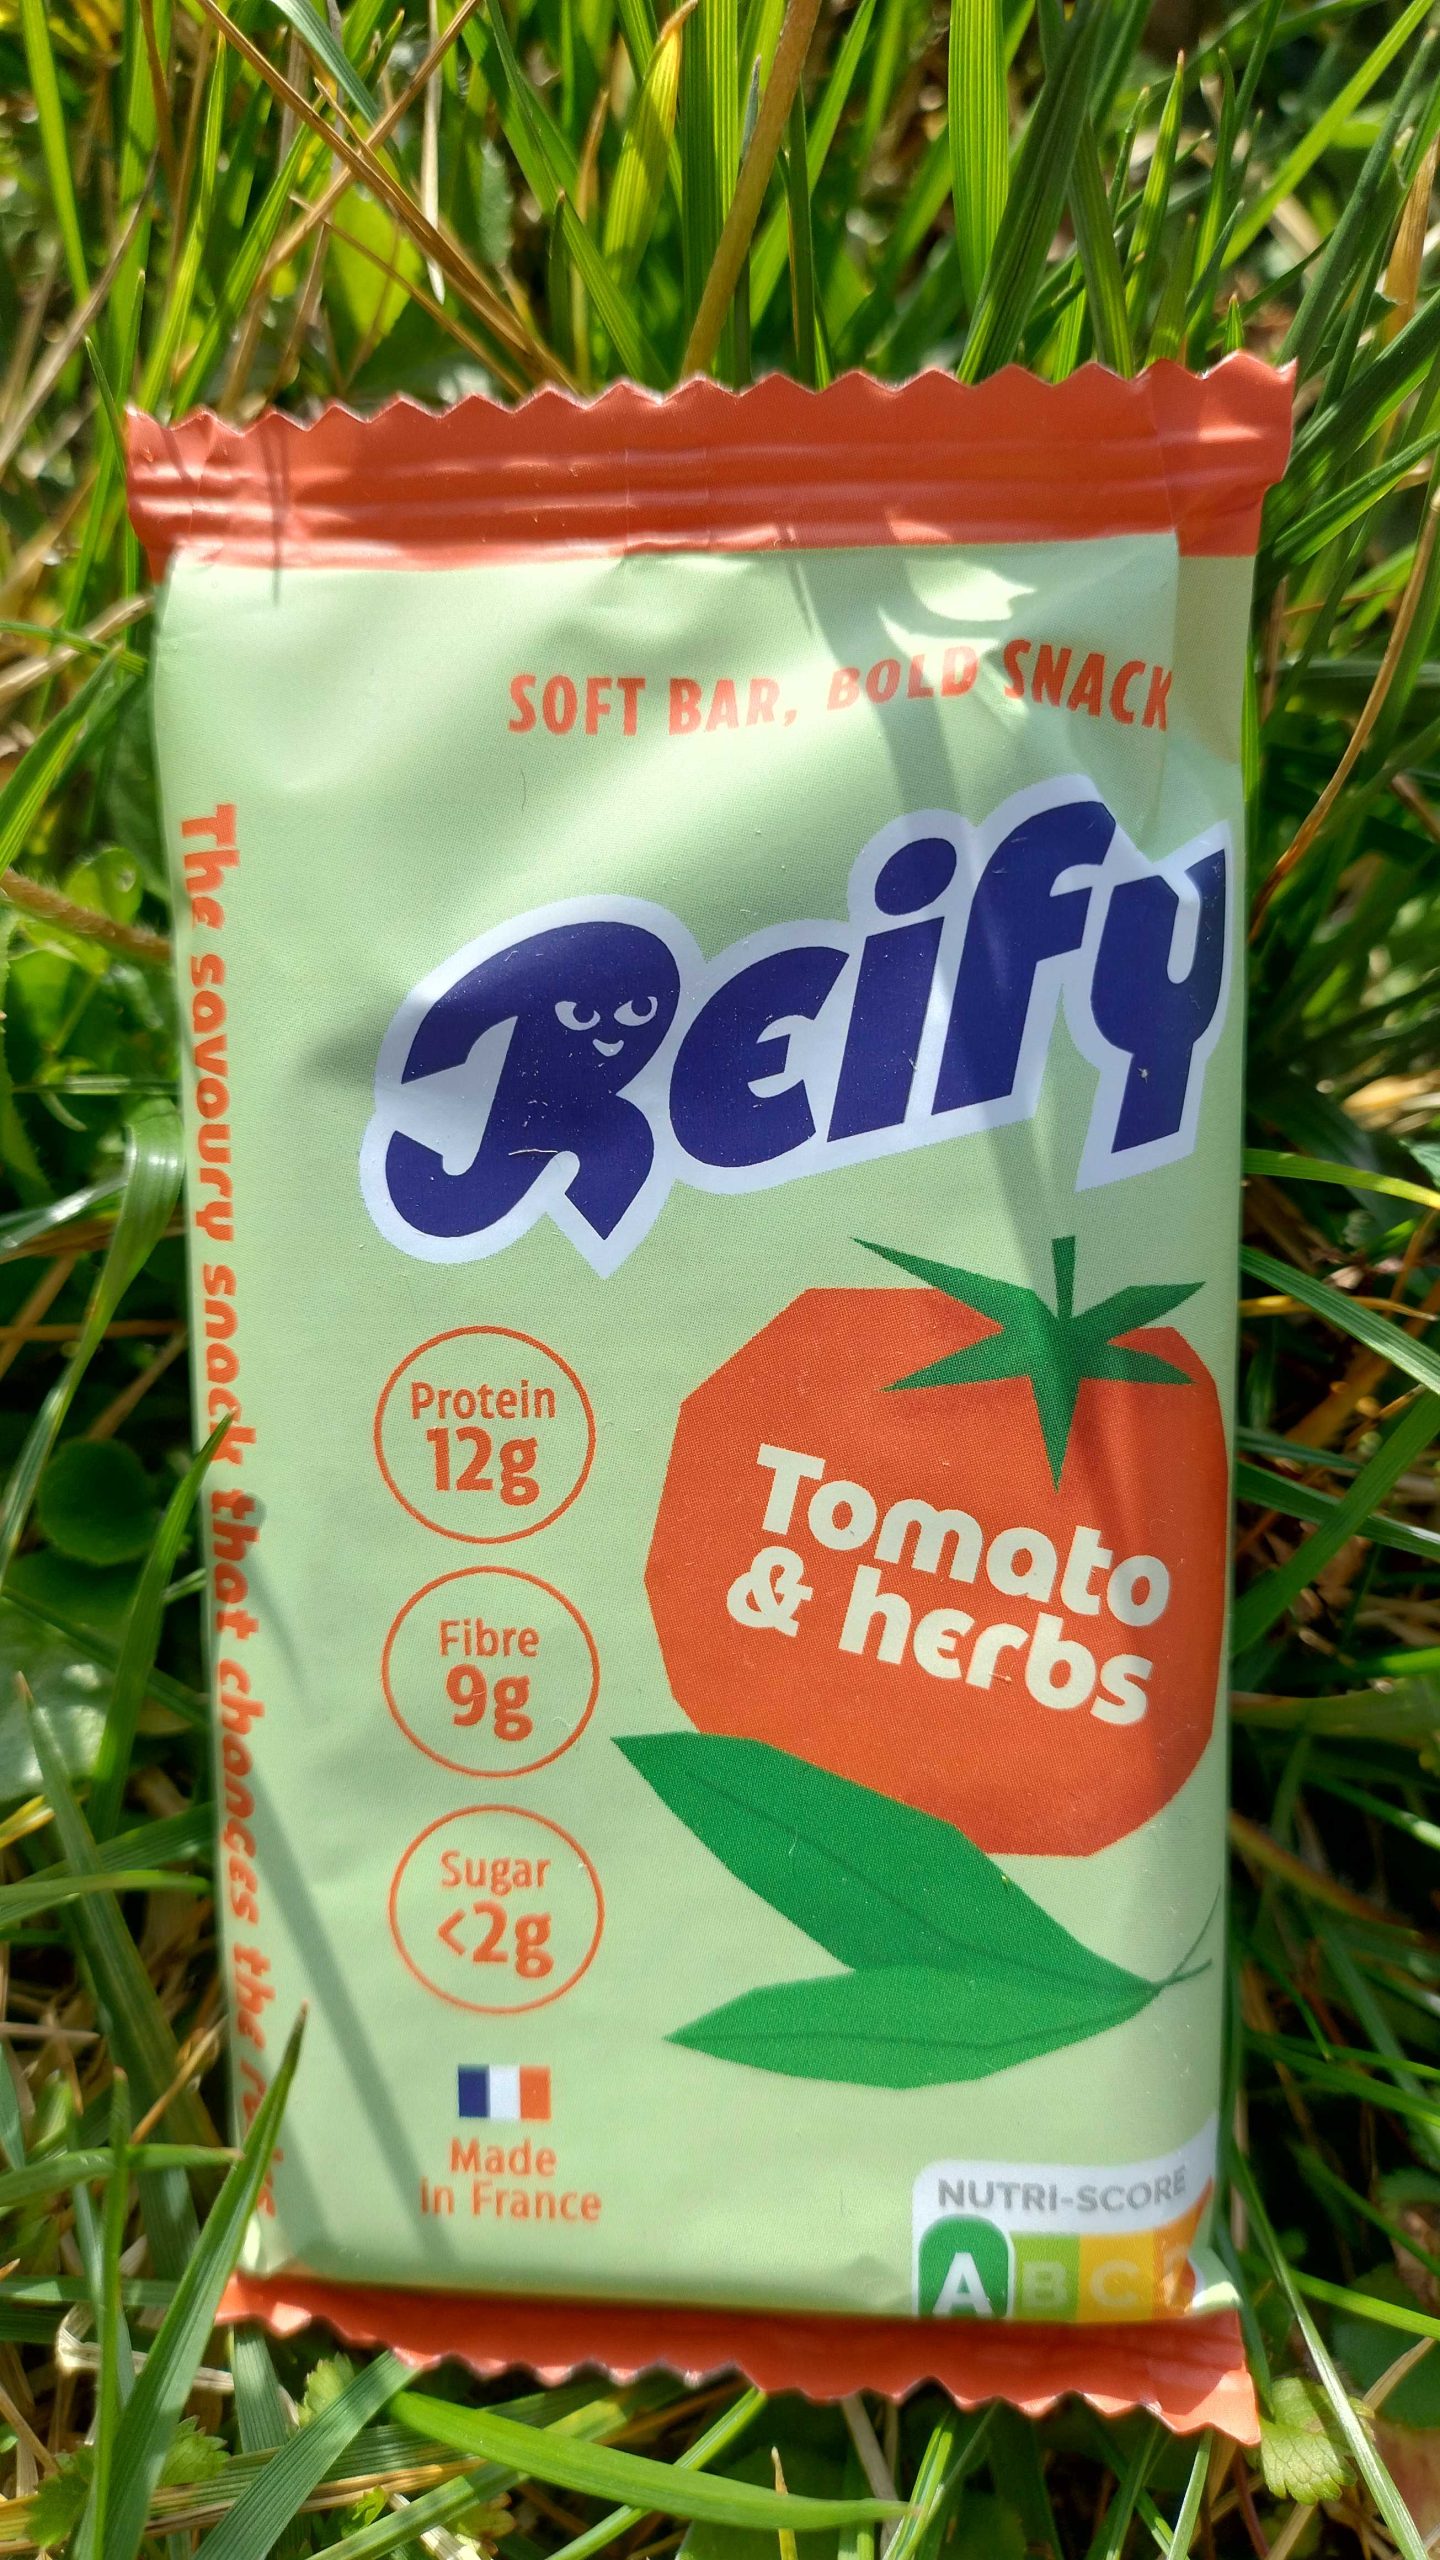 SOFT BAR, BOLD SNACK
Reify
The savoury snack that changes the
Protein
12g
Fibre
9g
Sugar
<2g
Tomato
& herbs
Made
in France
NUTRI-SCORE
A B C D